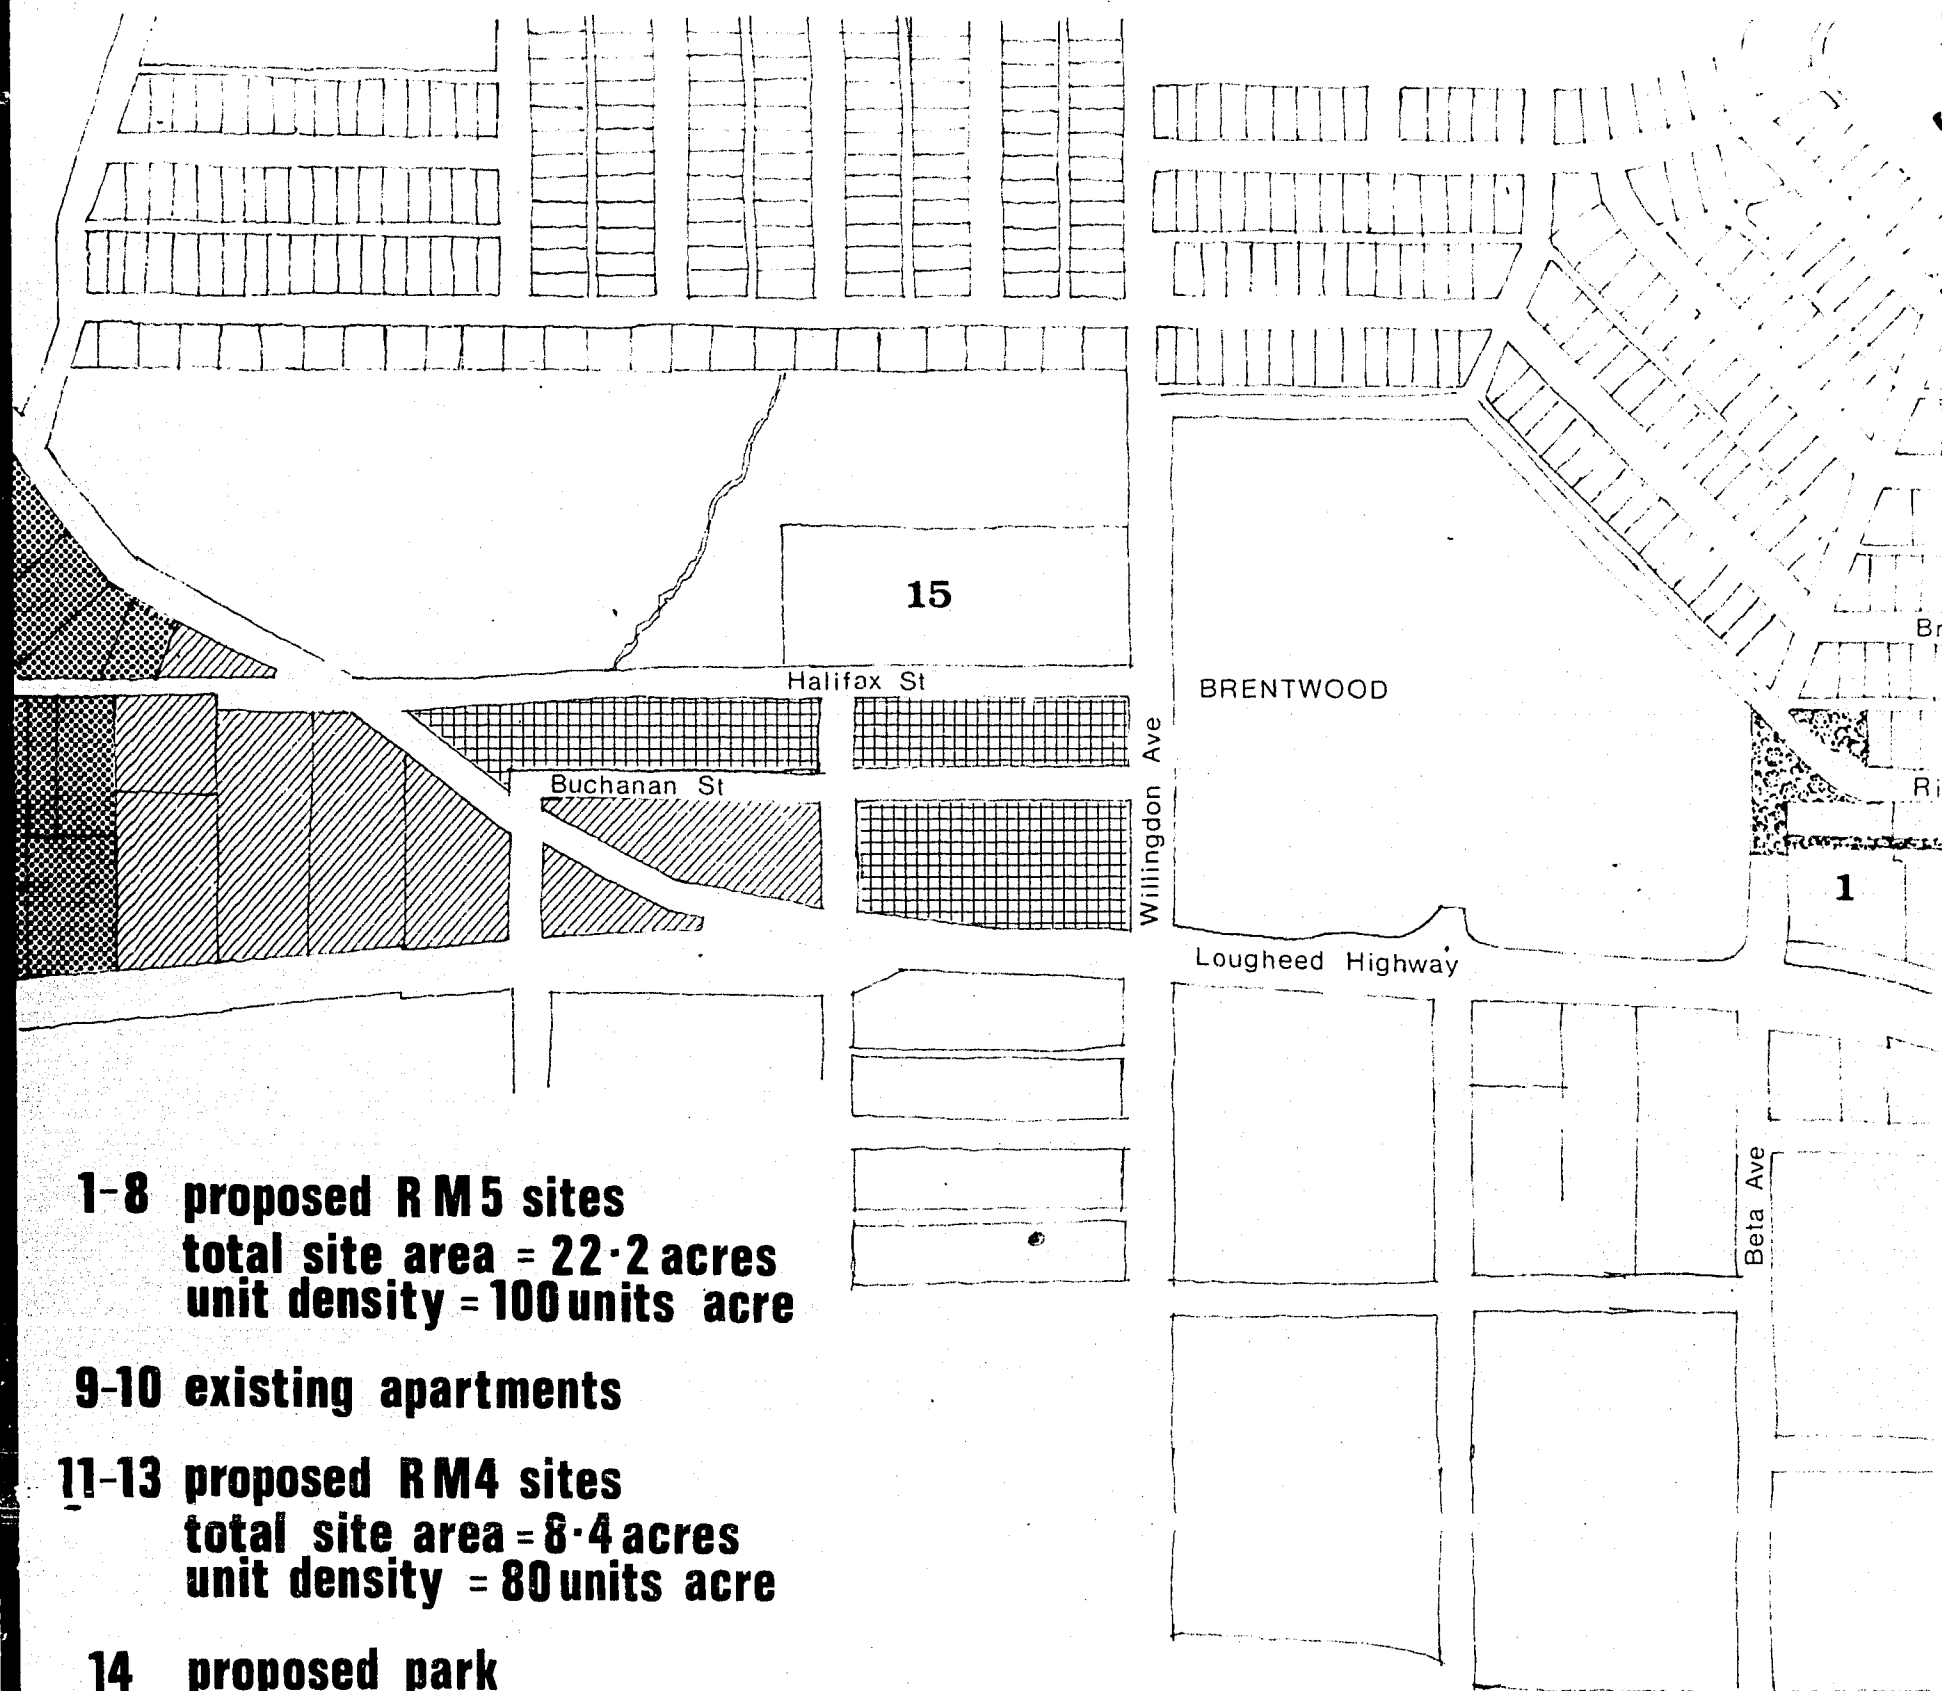 15
Halifax St
BRENTWOOD
Buchanan St
Willingdon Ave
1
Lougheed Highway
Beta Ave
1-8 proposed RM5 sites
total site area = 22·2 acres
unit density = 100 units acre
9-10 existing apartments
11-13 proposed RM4 sites
total site area = 8·4 acres
unit density = 80 units acre
14 proposed park